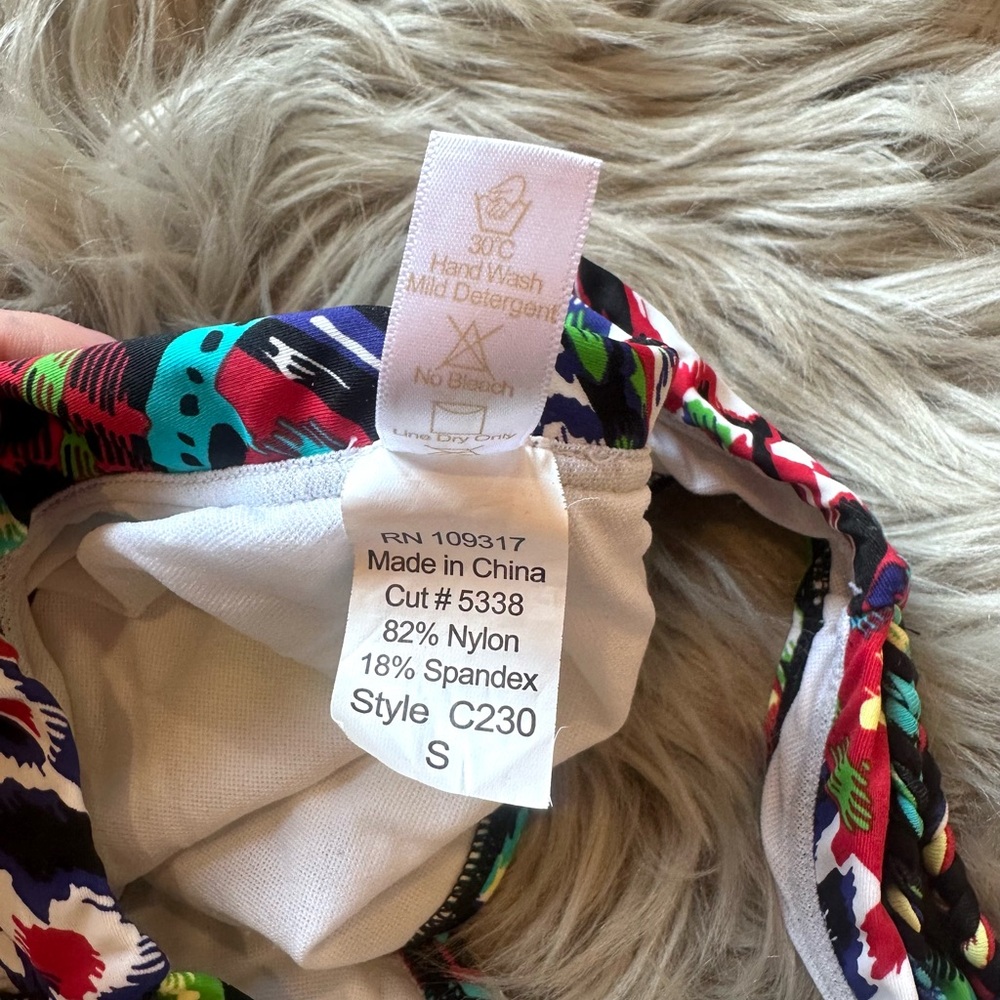 30°C
Hand Wash
Mild Detergent
No Bleach
Line Dry Only
RN 109317
Made in China
Cut # 5338
82% Nylon
18% Spandex
Style C230
S